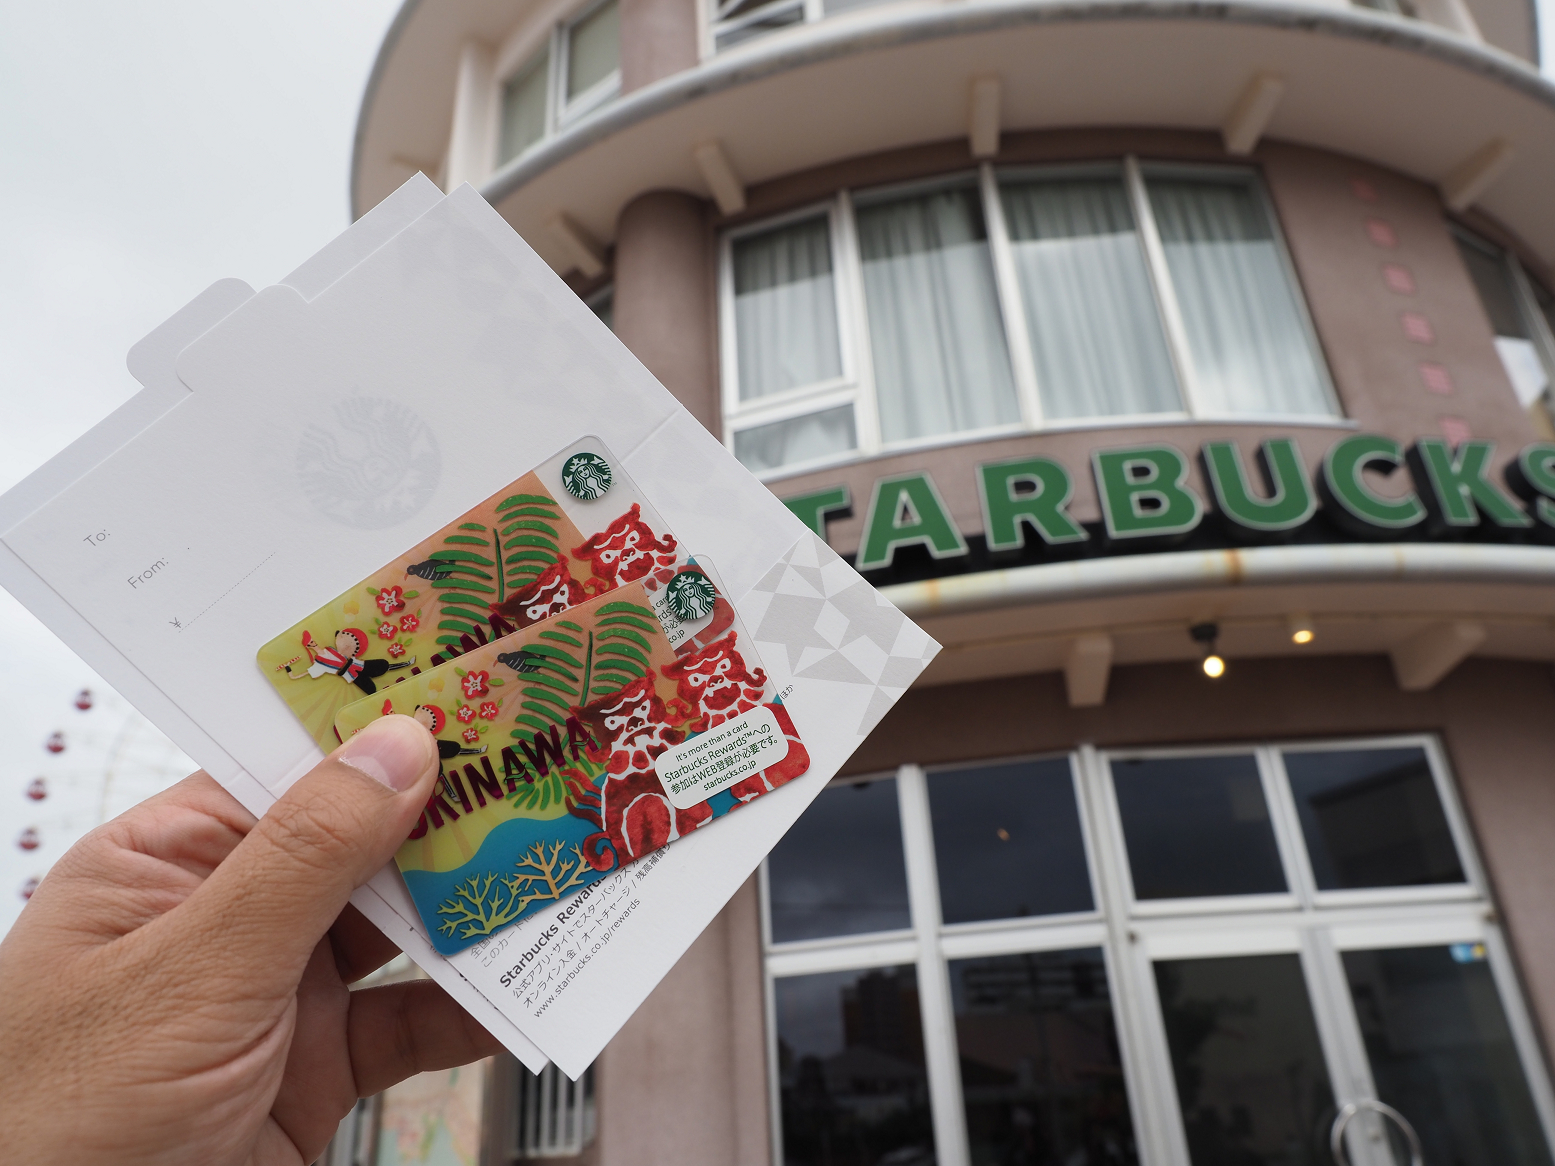 STARBUCKS
To:
From:
¥
OKINAWA
It's more than a card
Starbucks Rewards™への
参加はWEB登録が必要です。
starbucks.co.jp
ほか
Starbucks Rewards
公式アプリ・サイトでスターバックス
オンライン入金 / オートチャージ / 残高補償
www.starbucks.co.jp/rewards